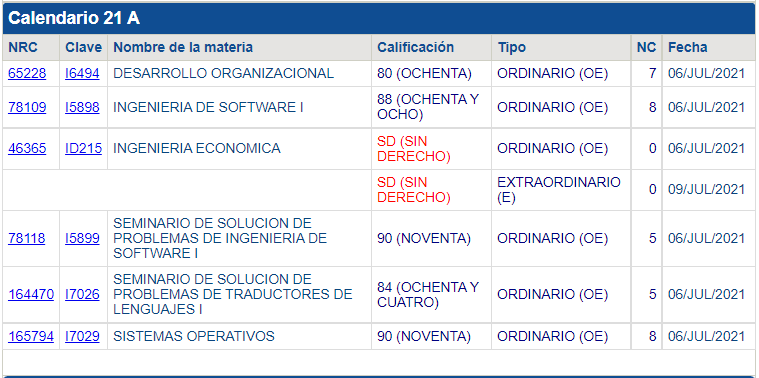 Calendario 21 A
NRC Clave Nombre de la materia Calificación Tipo NC Fecha
65228 I6494 DESARROLLO ORGANIZACIONAL 80 (OCHENTA) ORDINARIO (OE) 7 06/JUL/2021
78109 I5898 INGENIERIA DE SOFTWARE I 88 (OCHENTA Y OCHO) ORDINARIO (OE) 8 06/JUL/2021
46365 ID215 INGENIERIA ECONOMICA SD (SIN DERECHO) ORDINARIO (OE) 0 06/JUL/2021
SD (SIN DERECHO) EXTRAORDINARIO (E) 0 09/JUL/2021
78118 I5899 SEMINARIO DE SOLUCION DE PROBLEMAS DE INGENIERIA DE SOFTWARE I 90 (NOVENTA) ORDINARIO (OE) 5 06/JUL/2021
164470 I7026 SEMINARIO DE SOLUCION DE PROBLEMAS DE TRADUCTORES DE LENGUAJES I 84 (OCHENTA Y CUATRO) ORDINARIO (OE) 5 06/JUL/2021
165794 I7029 SISTEMAS OPERATIVOS 90 (NOVENTA) ORDINARIO (OE) 8 06/JUL/2021